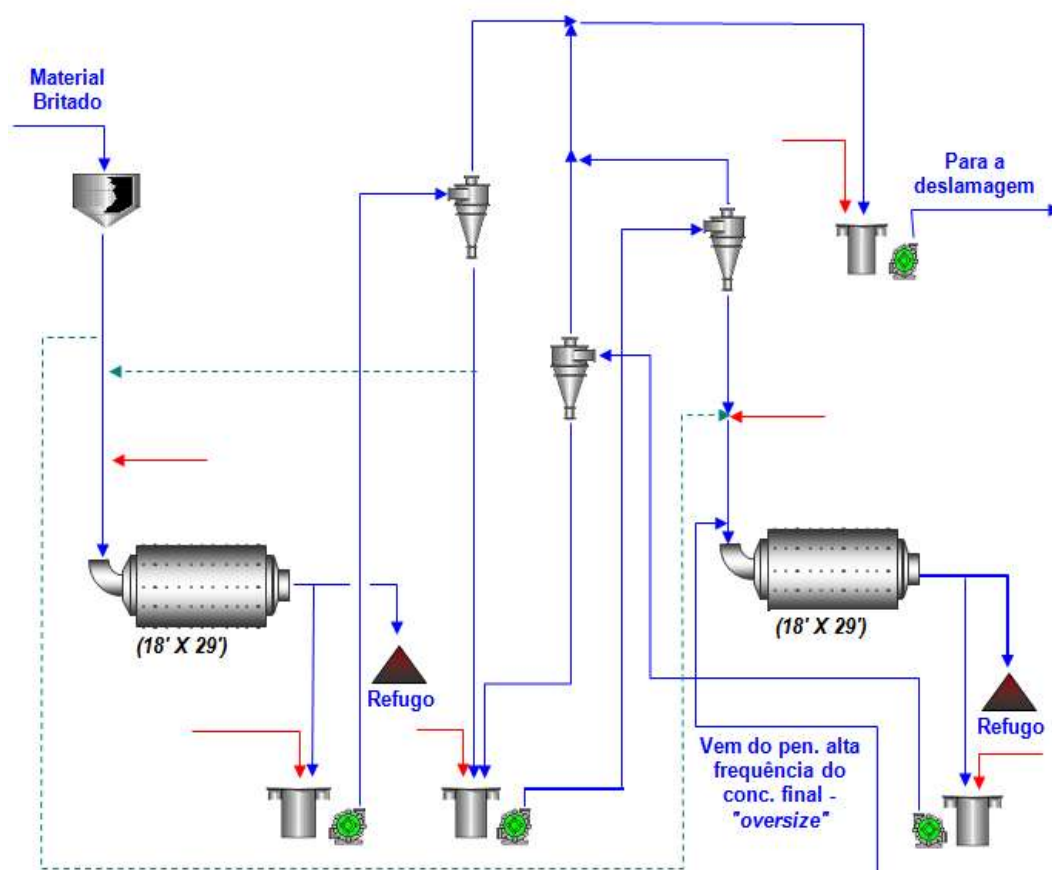 Material
Britado
Para a
deslamagem
(18' X 29')
Refugo
(18' X 29')
Refugo
Vem do pen. alta
frequência do
conc. final -
"oversize"